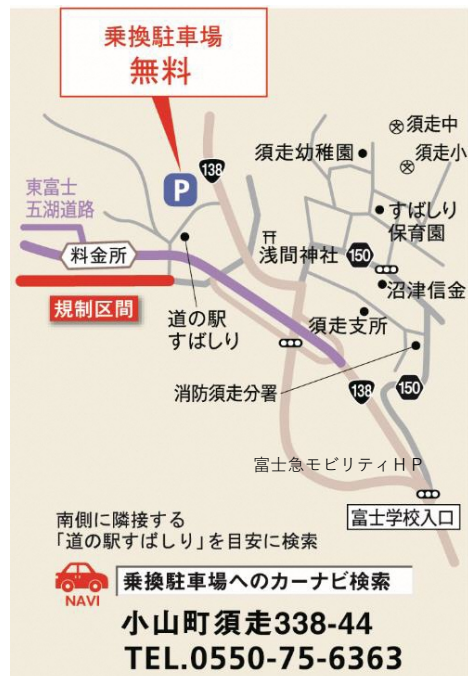 乗換駐車場
無料
須走中
須走小
須走幼稚園
138
P
東富士
五湖道路
すばしり
保育園
浅間神社
150
料金所
沼津信金
規制区間
道の駅
すばしり
須走支所
消防須走分署
138
150
富士急モビリティHP
富士学校入口
南側に隣接する
「道の駅すばしり」を目安に検索
NAVI
乗換駐車場へのカーナビ検索
小山町須走338-44
TEL.0550-75-6363